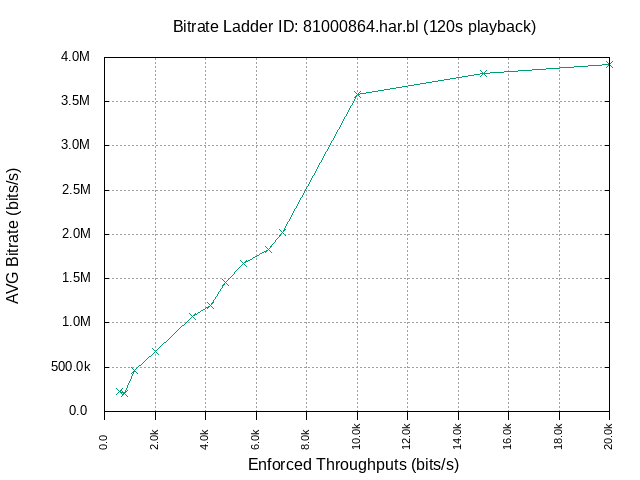 Bitrate Ladder ID: 81000864.har.bl (120s playback)
4.0M
3.5M
3.0M
2.5M
2.0M
1.5M
1.0M
500.0k
0.0
AVG Bitrate (bits/s)
0.0 2.0k 4.0k 6.0k 8.0k 10.0k 12.0k 14.0k 16.0k 18.0k 20.0k
Enforced Throughputs (bits/s)